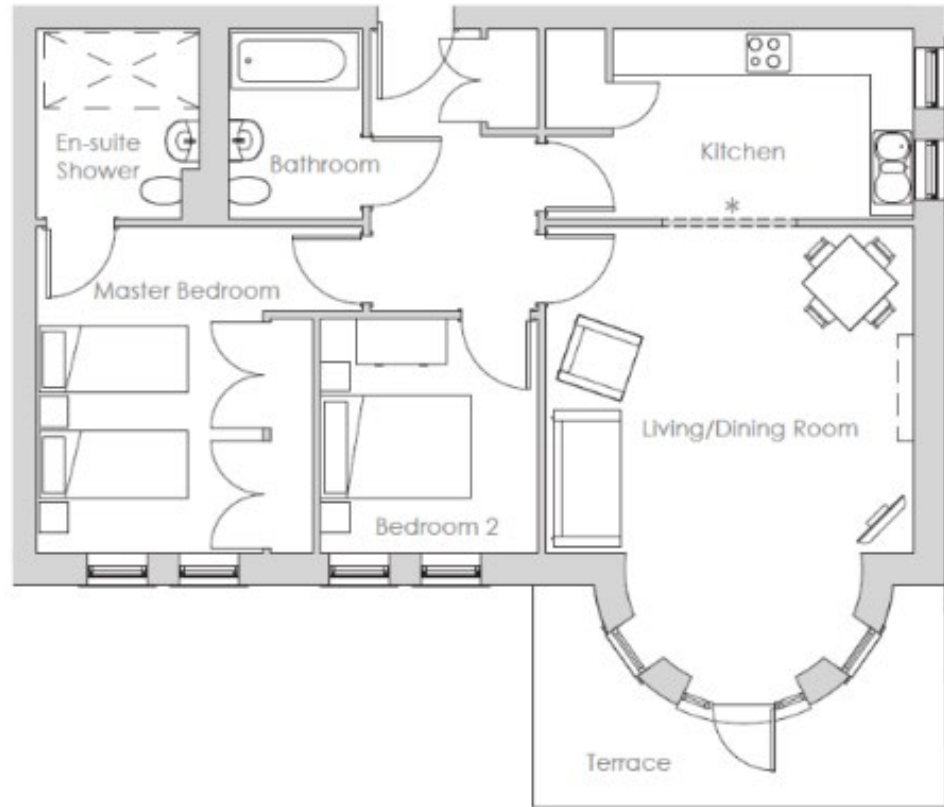 En-suite
Shower
Bathroom
Kitchen
*
Master Bedroom
Living/Dining Room
Bedroom 2
Terrace